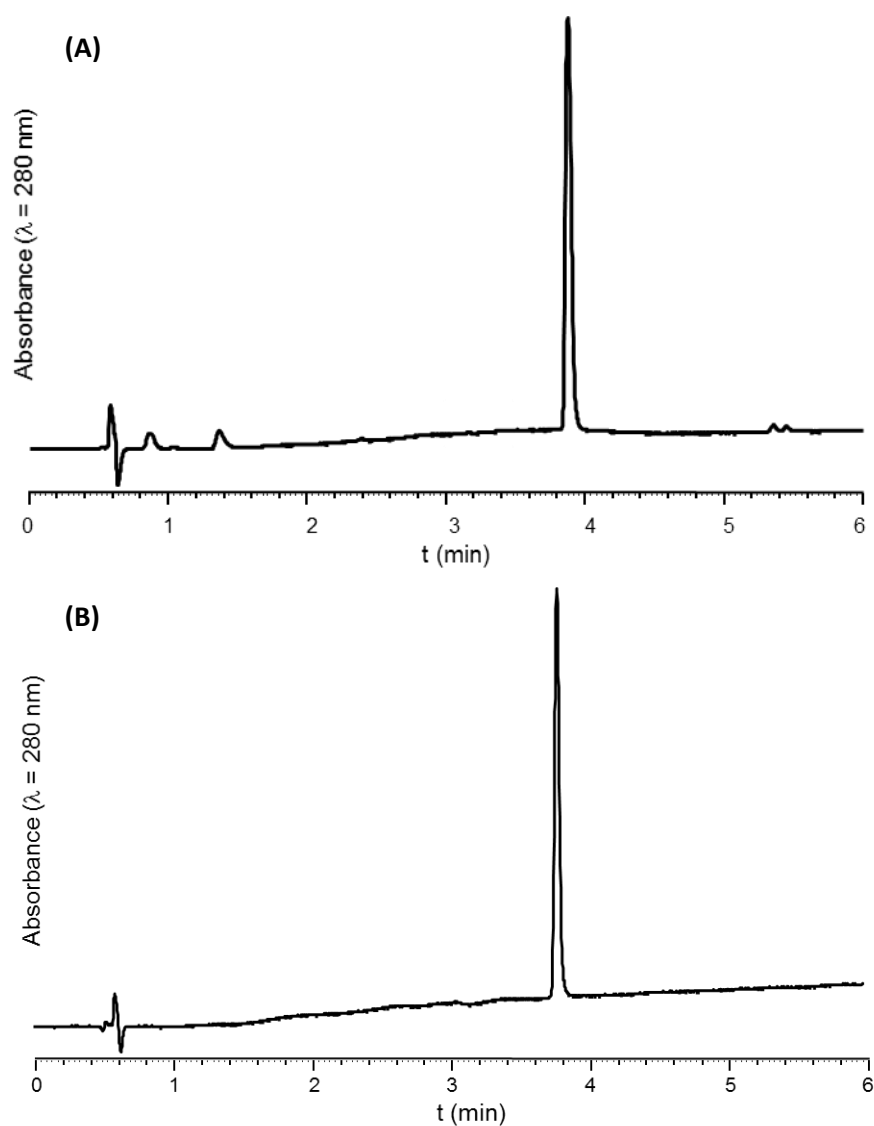 (A)
Absorbance (λ = 280 nm)
0 1 2 3 4 5 6
t (min)
(B)
Absorbance (λ = 280 nm)
0 1 2 3 4 5 6
t (min)